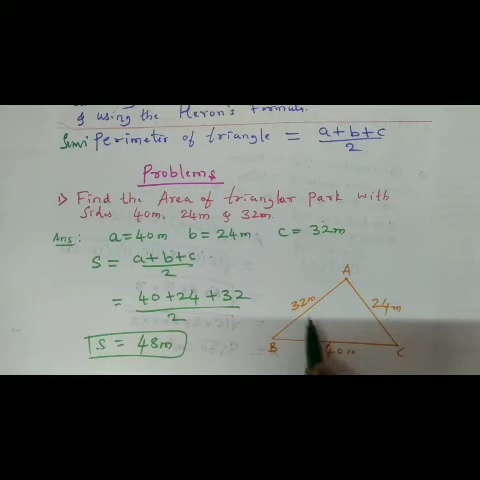 & using the Heron's Formula.
Semi Perimeter of triangle = a+b+c
2
Problems
1) Find the Area of trianglar park with
Sides 40m, 24m & 32m.
Ans: a=40m b=24m c=32m
S = a+b+c
2
= 40+24+32
2
S = 48m
A
32m 24m
B 40m C